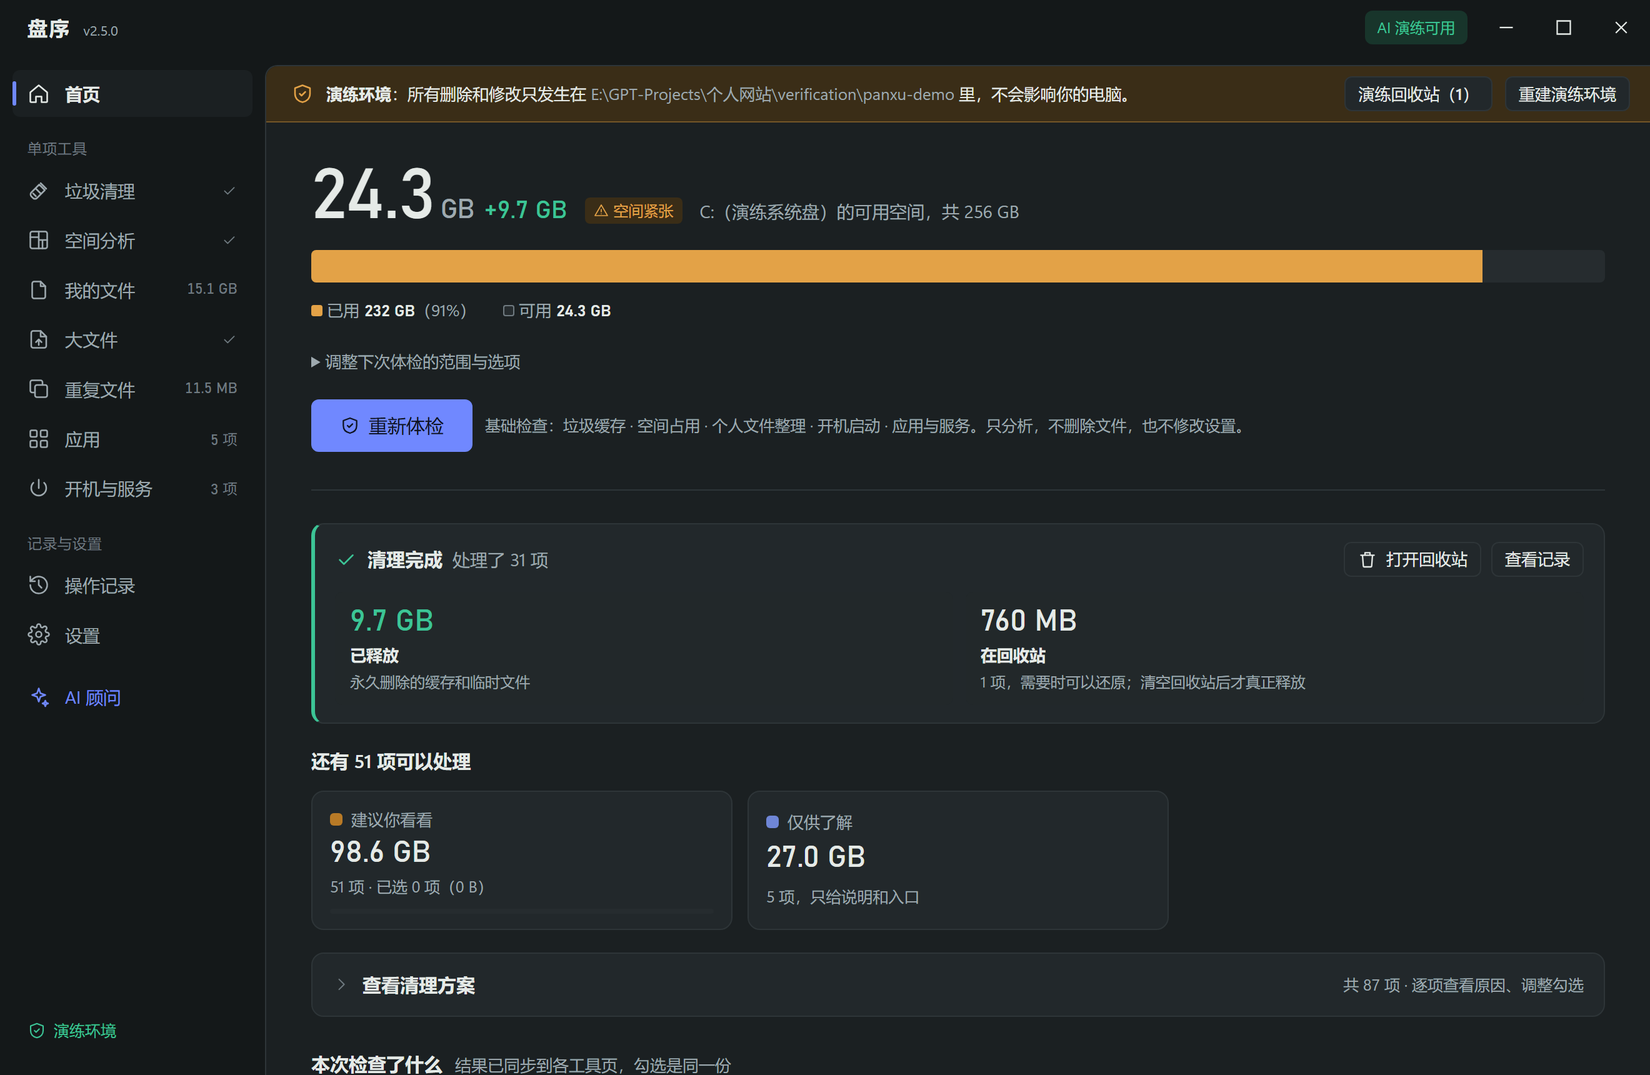 盘序 v2.5.0
AI 演练可用
首页
单项工具
垃圾清理
空间分析
我的文件 15.1 GB
大文件
重复文件 11.5 MB
应用 5 项
开机与服务 3 项
记录与设置
操作记录
设置
AI 顾问
演练环境
演练环境：所有删除和修改只发生在 E:\GPT-Projects\个人网站\verification\panxu-demo 里，不会影响你的电脑。
演练回收站（1）
重建演练环境
24.3 GB +9.7 GB 空间紧张 C:（演练系统盘）的可用空间，共 256 GB
已用 232 GB（91%） 可用 24.3 GB
调整下次体检的范围与选项
重新体检 基础检查：垃圾缓存 · 空间占用 · 个人文件整理 · 开机启动 · 应用与服务。只分析，不删除文件，也不修改设置。
清理完成 处理了 31 项
打开回收站
查看记录
9.7 GB
已释放
永久删除的缓存和临时文件
760 MB
在回收站
1 项，需要时可以还原；清空回收站后才真正释放
还有 51 项可以处理
建议你看看
98.6 GB
51 项 · 已选 0 项（0 B）
仅供了解
27.0 GB
5 项，只给说明和入口
查看清理方案
共 87 项 · 逐项查看原因、调整勾选
本次检查了什么 结果已同步到各工具页，勾选是同一份